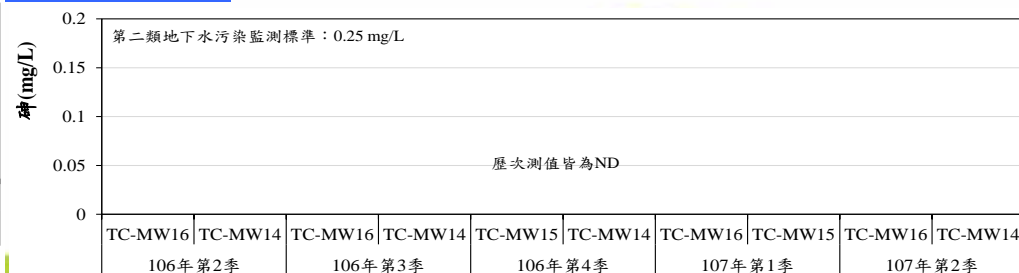 0.2
第二類地下水污染監測標準：0.25 mg/L
0.15
砷(mg/L)
0.1
0.05
歷次測值皆為ND
0
TC-MW16 TC-MW14 TC-MW16 TC-MW14 TC-MW15 TC-MW14 TC-MW16 TC-MW15 TC-MW16 TC-MW14
106年第2季 106年第3季 106年第4季 107年第1季 107年第2季